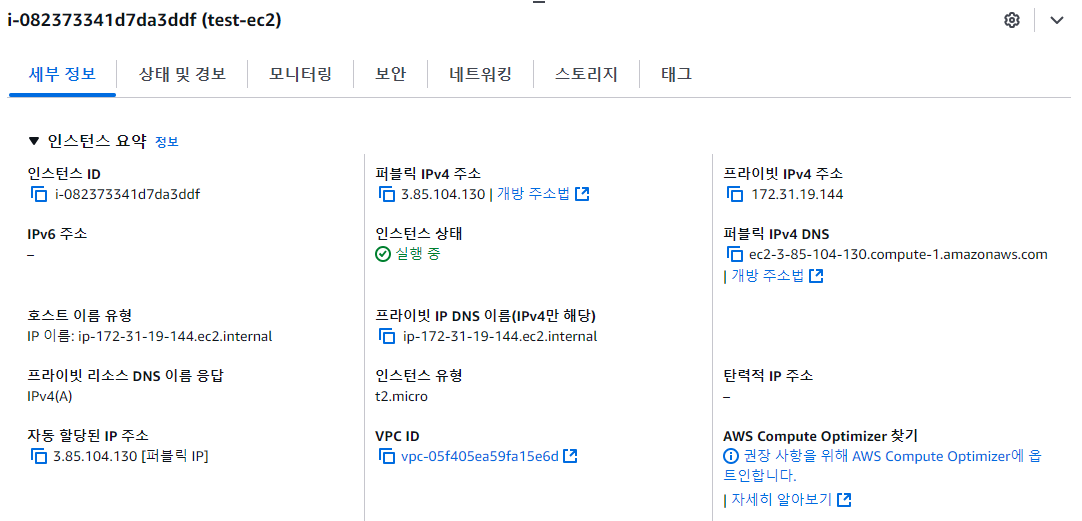 i-082373341d7da3ddf (test-ec2)
세부 정보
상태 및 경보
모니터링
보안
네트워킹
스토리지
태그
▼ 인스턴스 요약 정보
인스턴스 ID
i-082373341d7da3ddf
퍼블릭 IPv4 주소
3.85.104.130 | 개방 주소법
프라이빗 IPv4 주소
172.31.19.144
IPv6 주소
–
인스턴스 상태
실행 중
퍼블릭 IPv4 DNS
ec2-3-85-104-130.compute-1.amazonaws.com
| 개방 주소법
호스트 이름 유형
IP 이름: ip-172-31-19-144.ec2.internal
프라이빗 IP DNS 이름(IPv4만 해당)
ip-172-31-19-144.ec2.internal
프라이빗 리소스 DNS 이름 응답
IPv4(A)
인스턴스 유형
t2.micro
탄력적 IP 주소
–
자동 할당된 IP 주소
3.85.104.130 [퍼블릭 IP]
VPC ID
vpc-05f405ea59fa15e6d
AWS Compute Optimizer 찾기
권장 사항을 위해 AWS Compute Optimizer에 옵
트인합니다.
| 자세히 알아보기